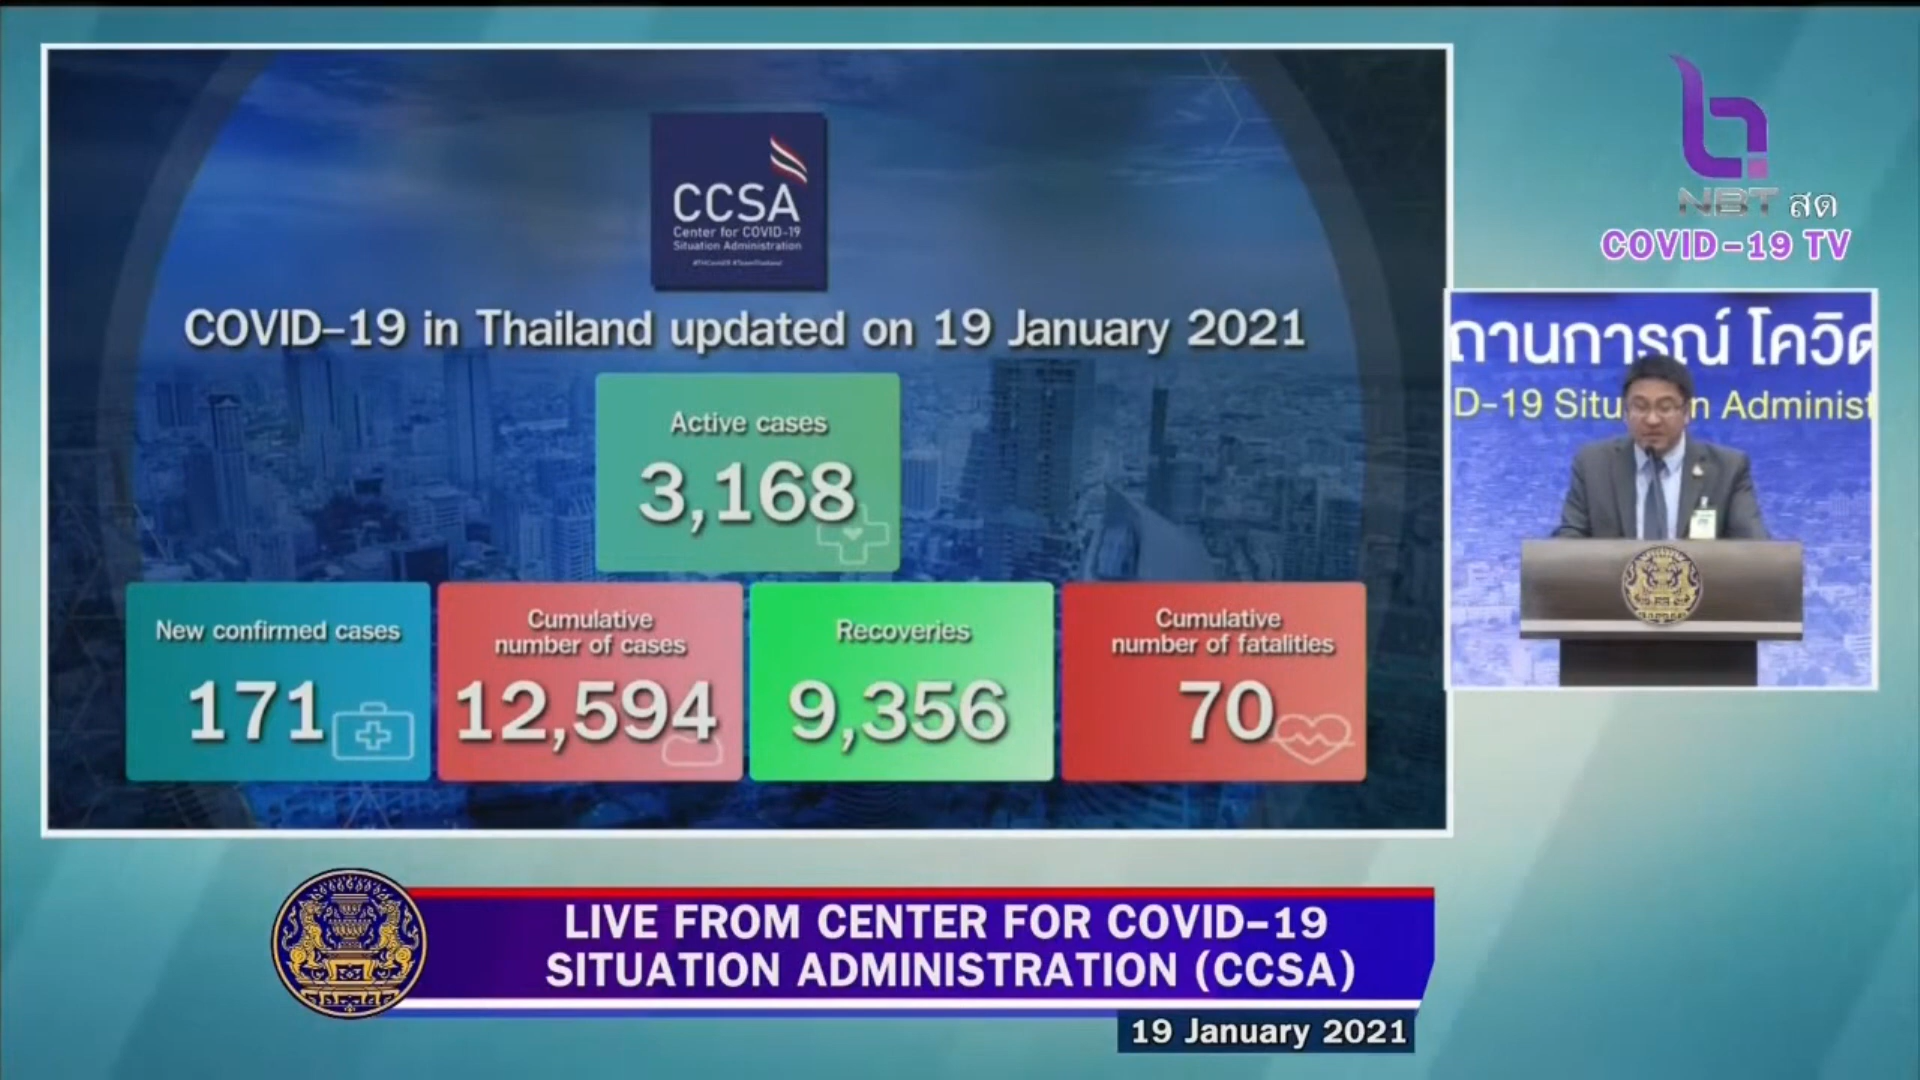 CCSA
Center for COVID-19
Situation Administration
COVID-19 in Thailand updated on 19 January 2021
Active cases
3,168
New confirmed cases
171
Cumulative
number of cases
12,594
Recoveries
9,356
Cumulative
number of fatalities
70
NBT สด
COVID-19 TV
ถานการณ์ โควิด
D-19 Situ n Administ
LIVE FROM CENTER FOR COVID-19
SITUATION ADMINISTRATION (CCSA)
19 January 2021